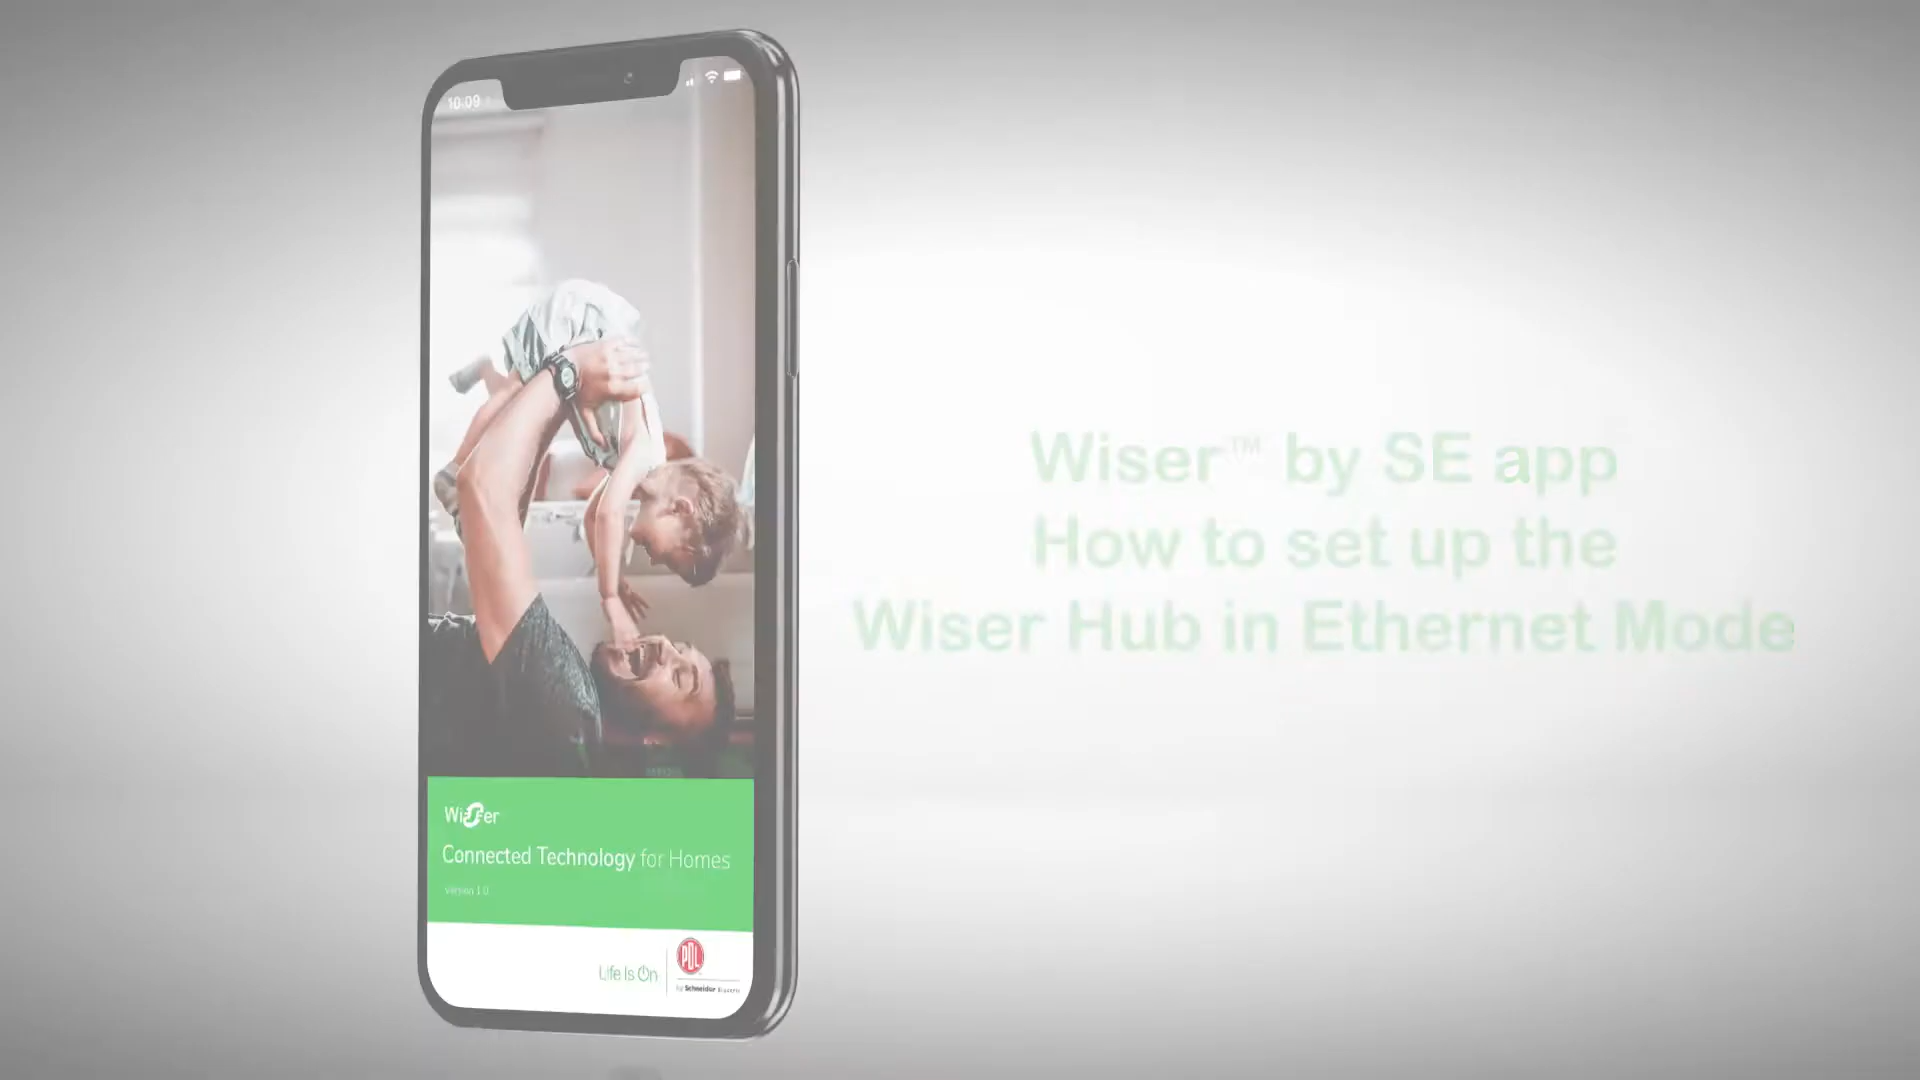 10:09
Wiser
Connected Technology for Homes
Version 1.0
Life Is On
PDL
by Schneider Electric
Wiser™ by SE app
How to set up the
Wiser Hub in Ethernet Mode